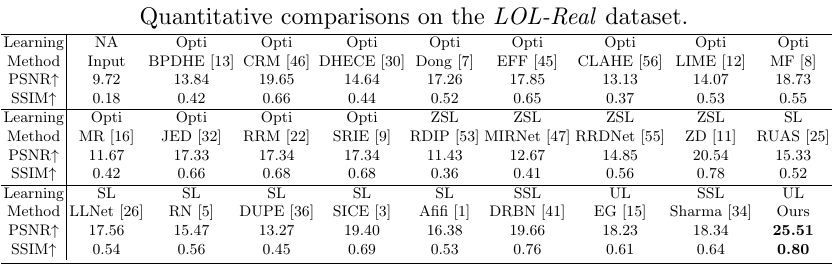 Quantitative comparisons on the LOL-Real dataset.
Learning NA Opti Opti Opti Opti Opti Opti Opti Opti
Method Input BPDHE [13] CRM [46] DHECE [30] Dong [7] EFF [45] CLAHE [56] LIME [12] MF [8]
PSNR↑ 9.72 13.84 19.65 14.64 17.26 17.85 13.13 14.07 18.73
SSIM↑ 0.18 0.42 0.66 0.44 0.52 0.65 0.37 0.53 0.55
Learning Opti Opti Opti Opti ZSL ZSL ZSL ZSL SL
Method MR [16] JED [32] RRM [22] SRIE [9] RDIP [53] MIRNet [47] RRDNet [55] ZD [11] RUAS [25]
PSNR↑ 11.67 17.33 17.34 17.34 11.43 12.67 14.85 20.54 15.33
SSIM↑ 0.42 0.66 0.68 0.68 0.36 0.41 0.56 0.78 0.52
Learning SL SL SL SL SL SSL UL SSL UL
Method LLNet [26] RN [5] DUPE [36] SICE [3] Afifi [1] DRBN [41] EG [15] Sharma [34] Ours
PSNR↑ 17.56 15.47 13.27 19.40 16.38 19.66 18.23 18.34 25.51
SSIM↑ 0.54 0.56 0.45 0.69 0.53 0.76 0.61 0.64 0.80